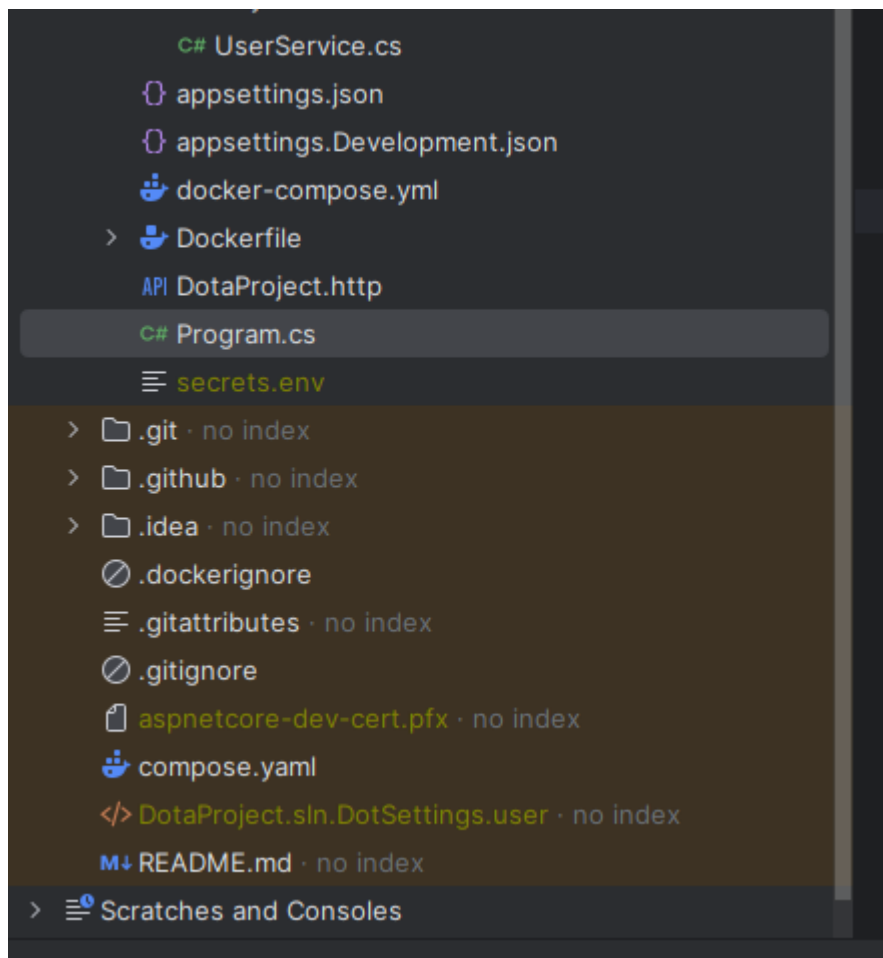 C# UserService.cs
{} appsettings.json
{} appsettings.Development.json
docker-compose.yml
Dockerfile
API DotaProject.http
C# Program.cs
secrets.env
.git · no index
.github · no index
.idea · no index
.dockerignore
.gitattributes · no index
.gitignore
aspnetcore-dev-cert.pfx · no index
compose.yaml
</> DotaProject.sln.DotSettings.user · no index
M↓ README.md · no index
Scratches and Consoles